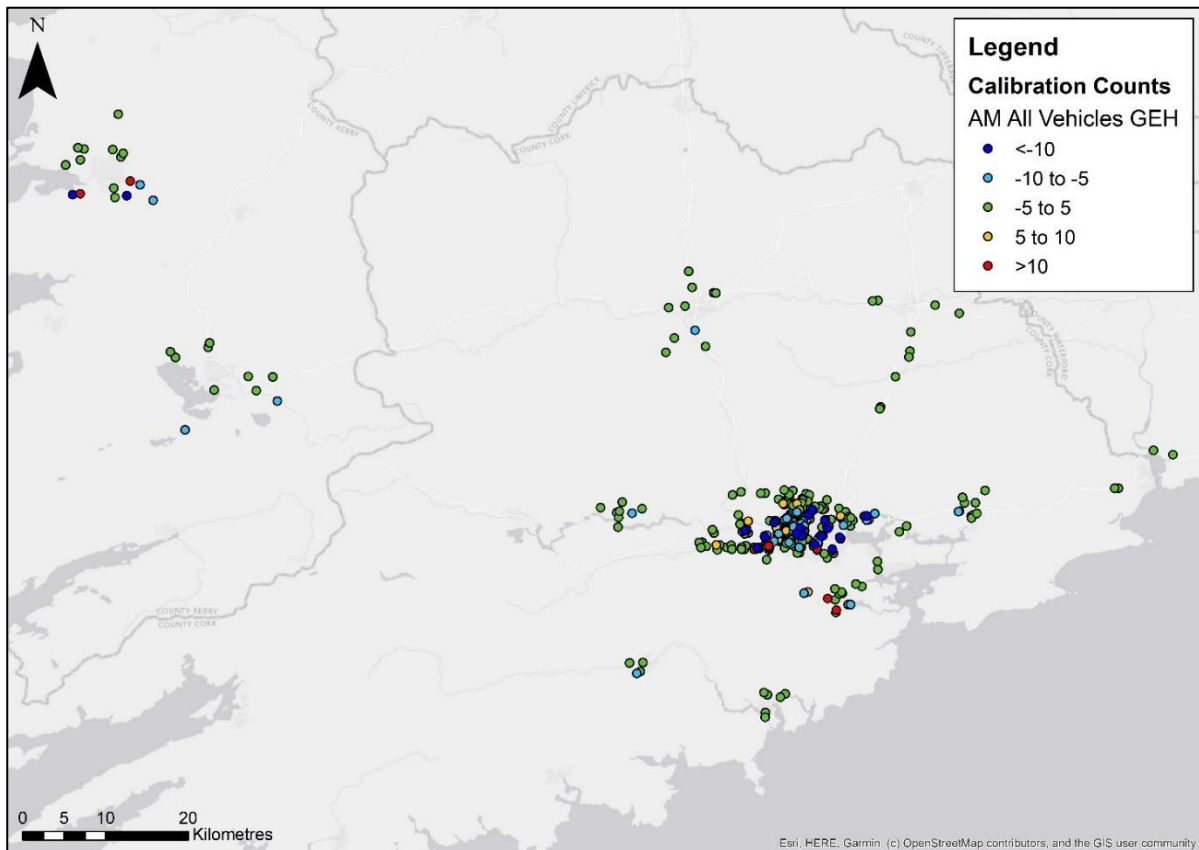 N
Legend
Calibration Counts
AM All Vehicles GEH
<-10
-10 to -5
-5 to 5
5 to 10
>10
COUNTY TIPPERARY
COUNTY LIMERICK
COUNTY CORK
COUNTY KERRY
COUNTY CORK
COUNTY WATERFORD
COUNTY CORK
COUNTY KERRY
COUNTY CORK
0 5 10 20
Kilometres
Esri, HERE, Garmin, (c) OpenStreetMap contributors, and the GIS user community